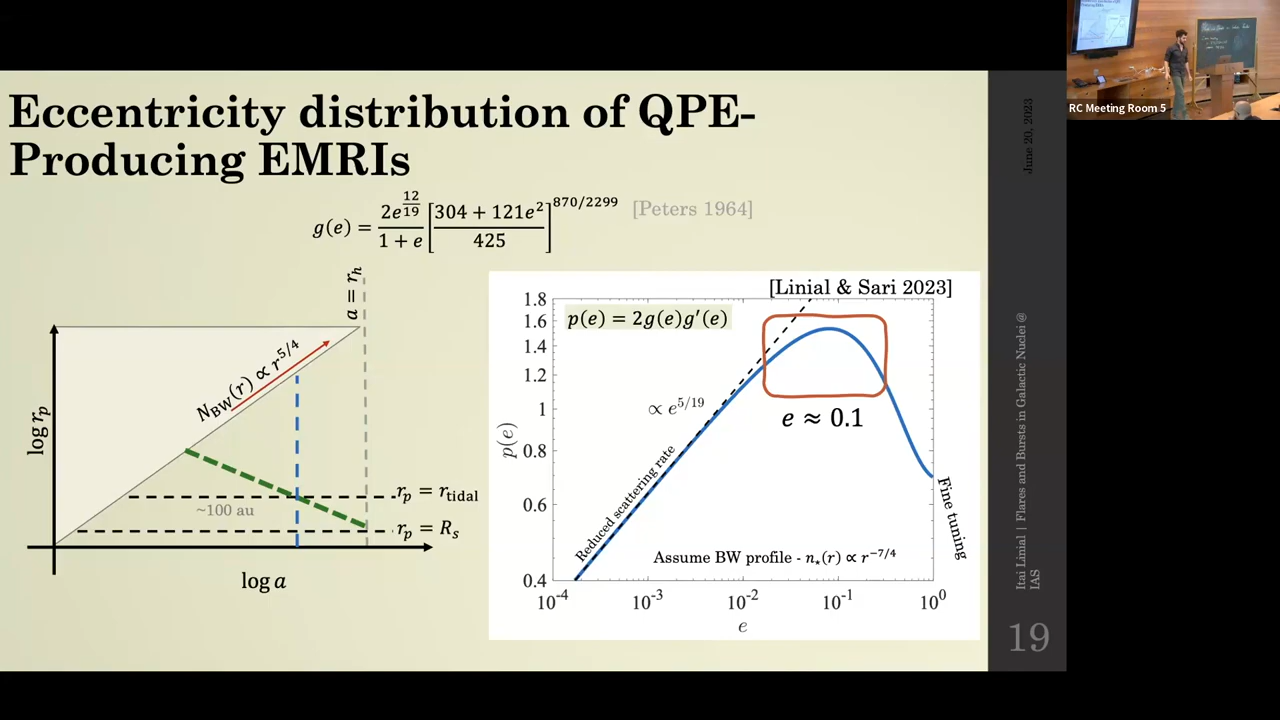 Eccentricity distribution of QPE-
Producing EMRIs
g(e) = 2e^{12/19}/(1 + e) [(304 + 121e²)/425]^{870/2299} [Peters 1964]
a = r_h
N_BW(r) ∝ r^{5/4}
log r_p
r_p = r_tidal
~100 au
r_p = R_s
log a
[Linial & Sari 2023]
p(e) = 2g(e)g′(e)
1.8
1.6
1.4
1.2
1
0.8
0.6
0.4
p(e)
∝ e^{5/19}
e ≈ 0.1
Reduced scattering rate
Fine tuning
Assume BW profile - n⋆(r) ∝ r^{−7/4}
10^{-4}
10^{-3}
10^{-2}
10^{-1}
10^{0}
e
June 20, 2023
Itai Linial | Flares and Bursts in Galactic Nuclei @
IAS
19
RC Meeting Room 5